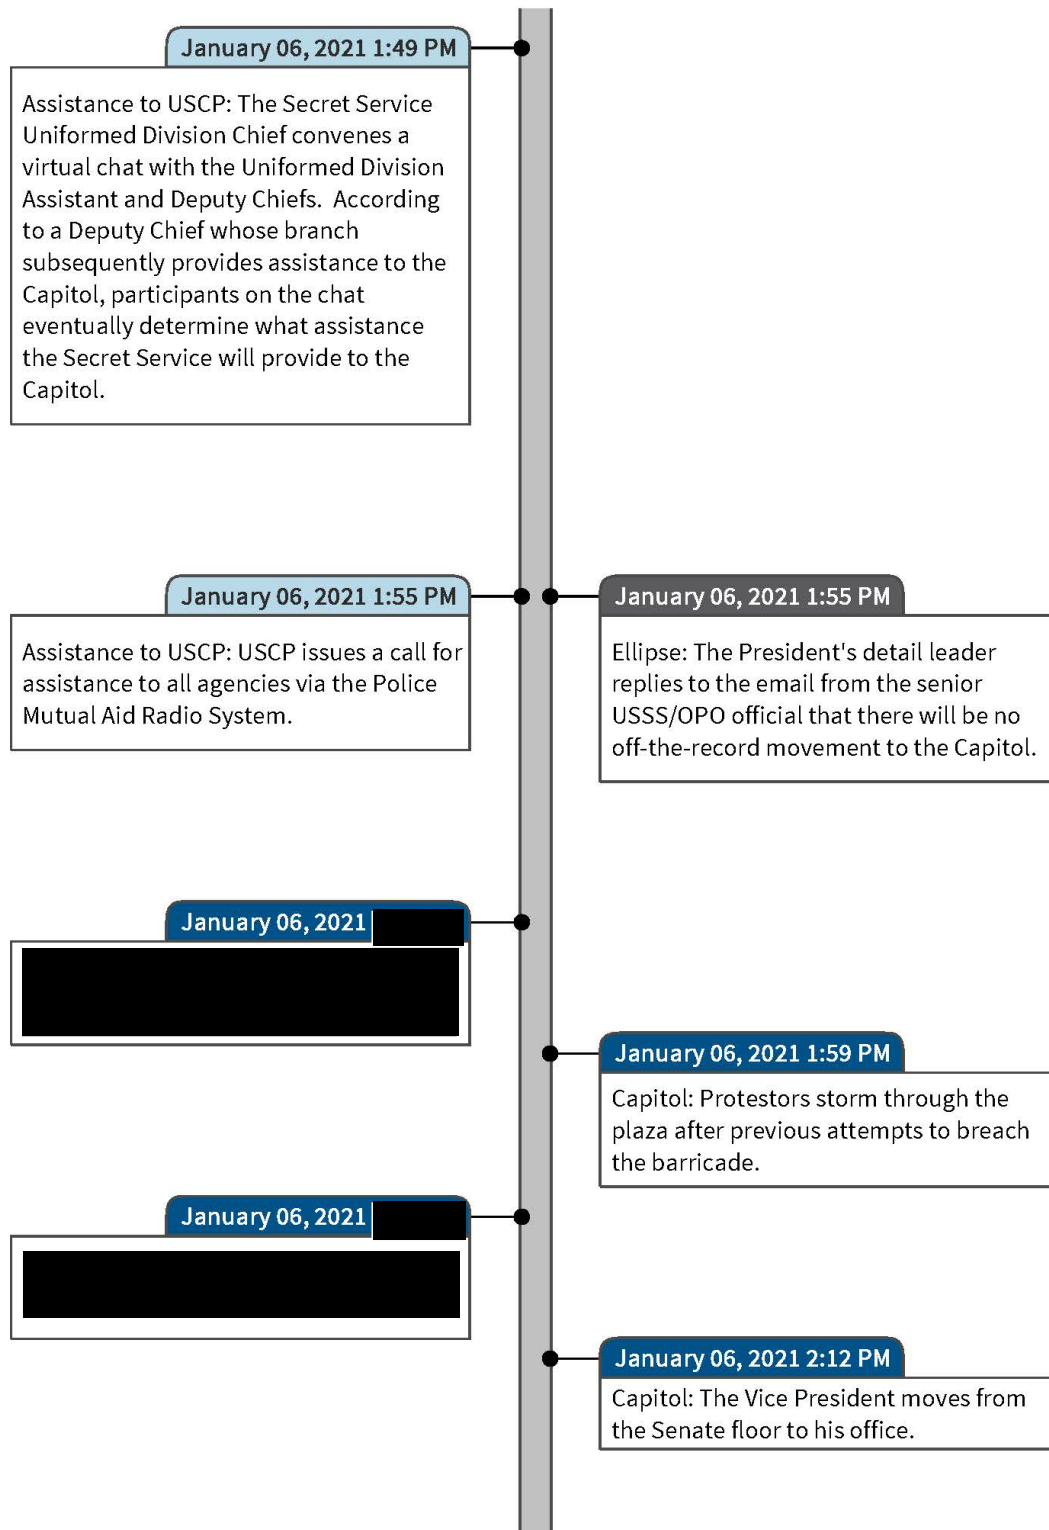 January 06, 2021 1:49 PM
Assistance to USCP: The Secret Service
Uniformed Division Chief convenes a
virtual chat with the Uniformed Division
Assistant and Deputy Chiefs.  According
to a Deputy Chief whose branch
subsequently provides assistance to the
Capitol, participants on the chat
eventually determine what assistance
the Secret Service will provide to the
Capitol.
January 06, 2021 1:55 PM
Assistance to USCP: USCP issues a call for
assistance to all agencies via the Police
Mutual Aid Radio System.
January 06, 2021 1:55 PM
Ellipse: The President's detail leader
replies to the email from the senior
USSS/OPO official that there will be no
off-the-record movement to the Capitol.
January 06, 2021
January 06, 2021 1:59 PM
Capitol: Protestors storm through the
plaza after previous attempts to breach
the barricade.
January 06, 2021
January 06, 2021 2:12 PM
Capitol: The Vice President moves from
the Senate floor to his office.